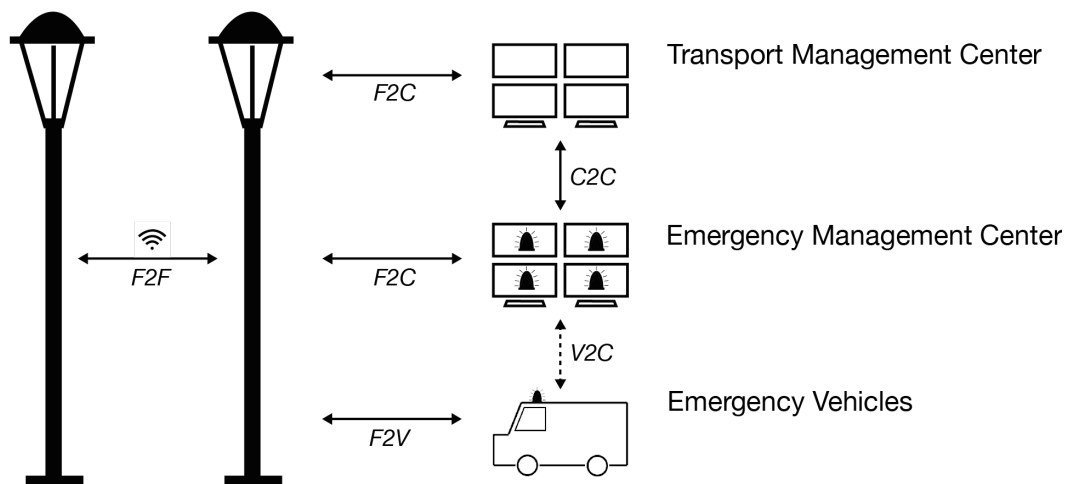 Transport Management Center
F2C
C2C
Emergency Management Center
F2F
F2C
V2C
Emergency Vehicles
F2V